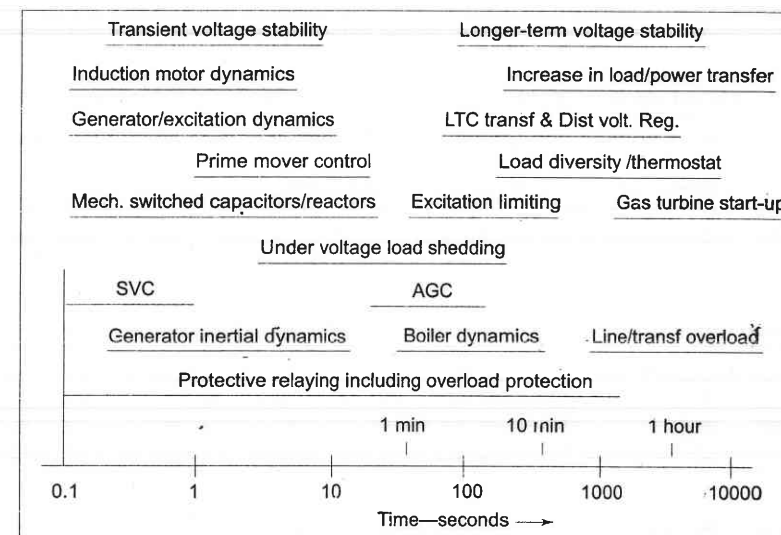 Transient voltage stability Longer-term voltage stability
Induction motor dynamics Increase in load/power transfer
Generator/excitation dynamics LTC transf & Dist volt. Reg.
Prime mover control Load diversity /thermostat
Mech. switched capacitors/reactors Excitation limiting Gas turbine start-up
Under voltage load shedding
SVC AGC
Generator inertial dynamics Boiler dynamics Line/transf overload
Protective relaying including overload protection
1 min 10 min 1 hour
0.1 1 10 100 1000 10000
Time—seconds